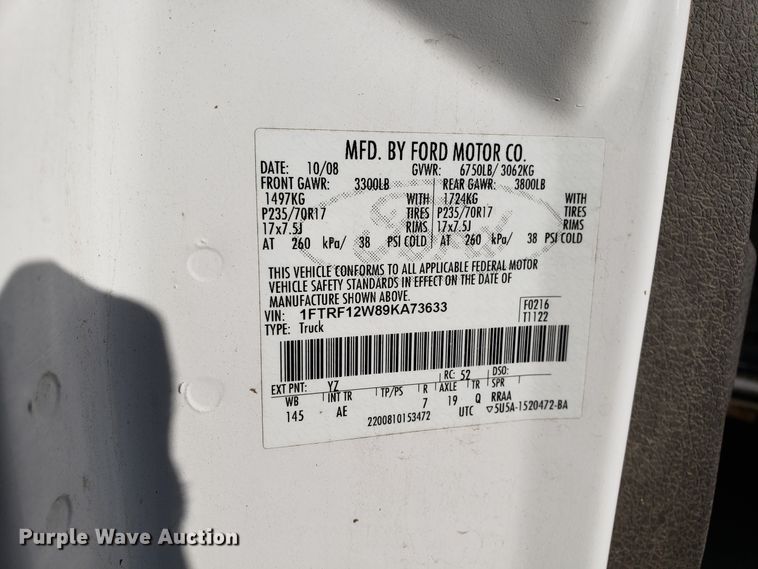 MFD. BY FORD MOTOR CO.
DATE: 10/08 GVWR: 6750LB/ 3062KG
FRONT GAWR: 3300LB REAR GAWR: 3800LB
1497KG WITH 1724KG WITH
P235/70R17 TIRES P235/70R17 TIRES
17x7.5J RIMS 17x7.5J RIMS
AT 260 kPa/ 38 PSI COLD AT 260 kPa/ 38 PSI COLD
THIS VEHICLE CONFORMS TO ALL APPLICABLE FEDERAL MOTOR
VEHICLE SAFETY STANDARDS IN EFFECT ON THE DATE OF
MANUFACTURE SHOWN ABOVE.
VIN: 1FTRF12W89KA73633 F0216
TYPE: Truck T1122
EXT PNT: YZ RC: 52 DSO:
WB INT TR TP/PS R AXLE TR SPR
145 AE 7 19 Q RRAA
2200810153472 UTC ▽5U5A-1520472-BA
Purple Wave Auction